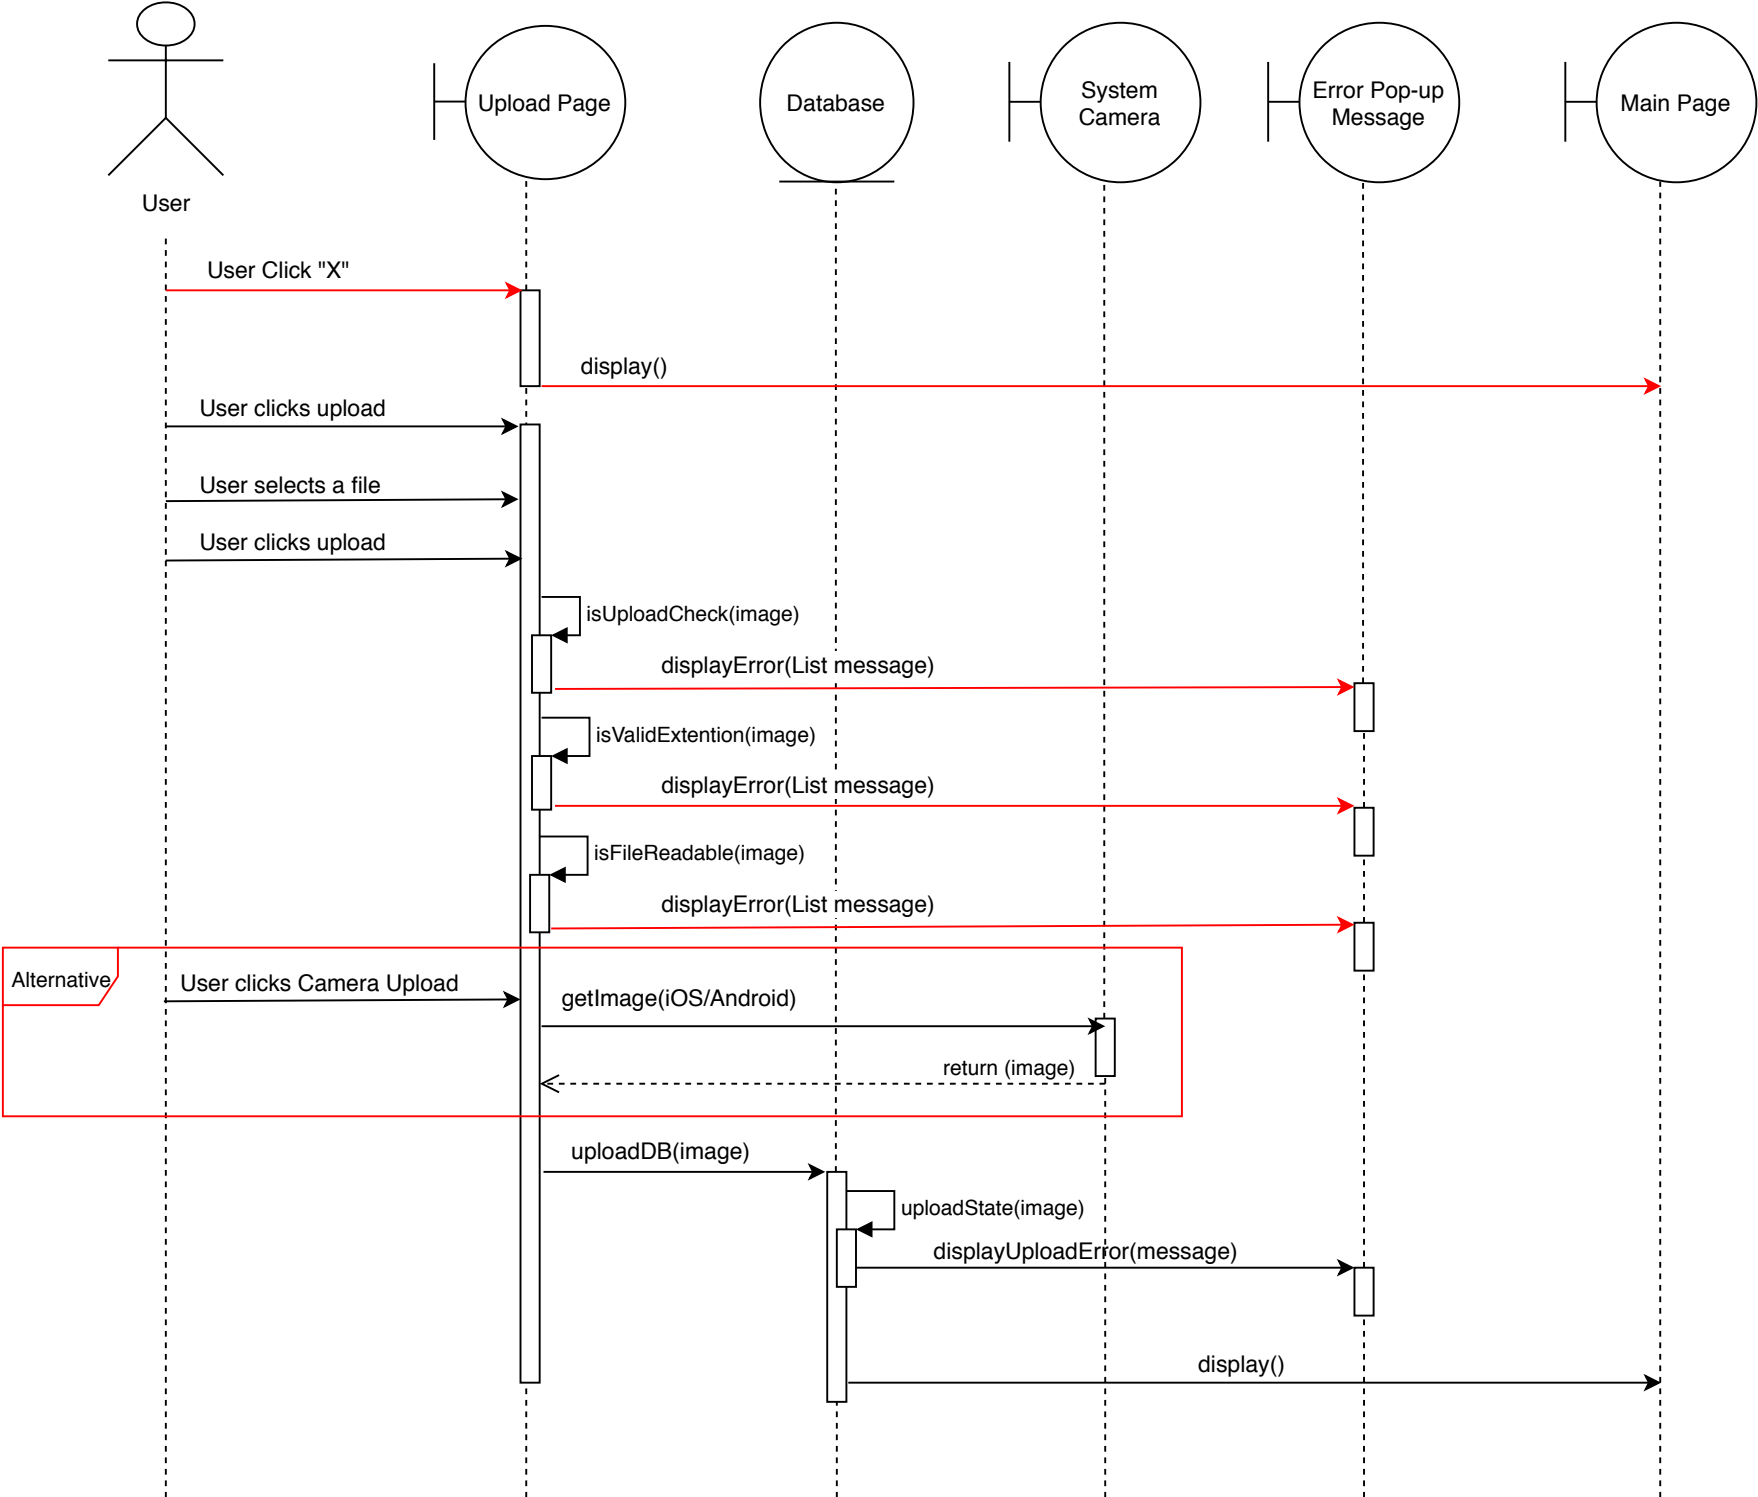 User
Upload Page
Database
System
Camera
Error Pop-up
Message
Main Page
User Click "X"
display()
User clicks upload
User selects a file
User clicks upload
isUploadCheck(image)
displayError(List message)
isValidExtention(image)
displayError(List message)
isFileReadable(image)
displayError(List message)
Alternative
User clicks Camera Upload
getImage(iOS/Android)
return (image)
uploadDB(image)
uploadState(image)
displayUploadError(message)
display()